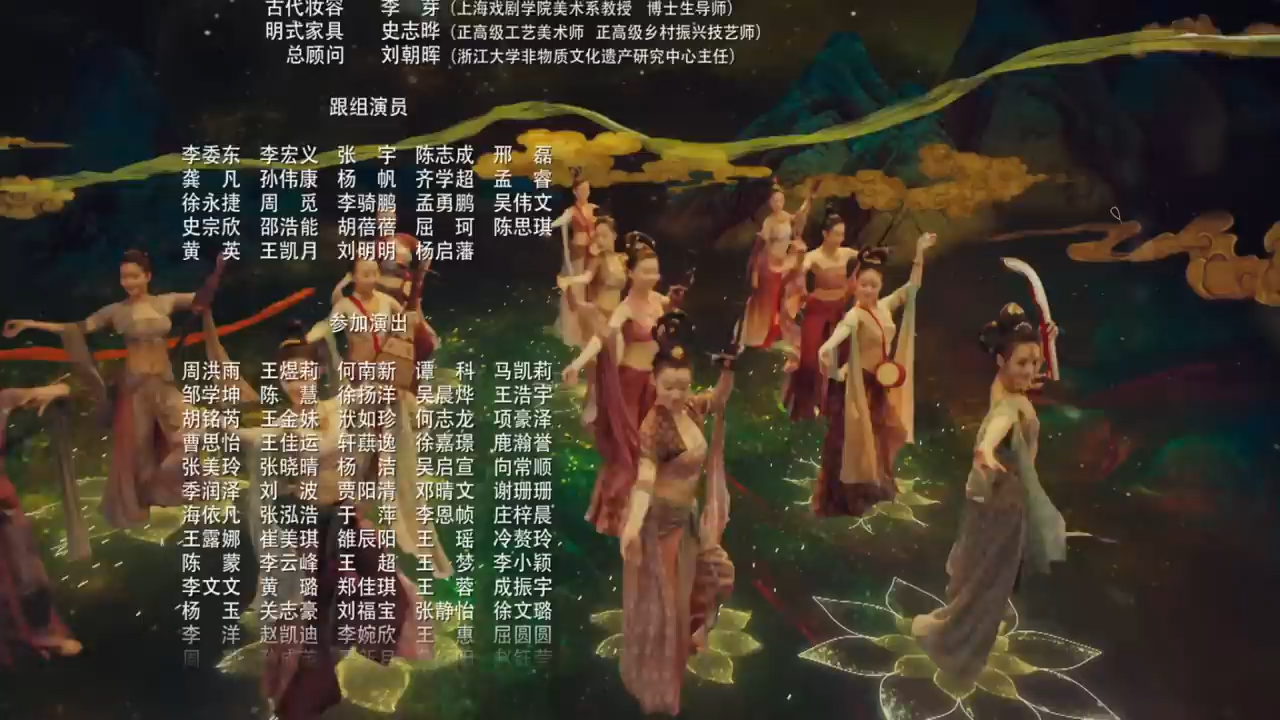 古代妆容 李 芽(上海戏剧学院美术系教授 博士生导师)
明式家具 史志晔(正高级工艺美术师 正高级乡村振兴技艺师)
总顾问 刘朝晖(浙江大学非物质文化遗产研究中心主任)
跟组演员
李委东 李宏义 张 宇 陈志成 邢 磊
龚 凡 孙伟康 杨 帆 齐学超 孟 睿
徐永捷 周 觅 李骑鹏 孟勇鹏 吴伟文
史宗欣 邵浩能 胡蓓蓓 屈 珂 陈思琪
黄 英 王凯月 刘明明 杨启藩
参加演出
周洪雨 王煜莉 何南新 谭 科 马凯莉
邹学坤 陈 慧 徐扬洋 吴晨烨 王浩宇
胡铭芮 王金妹 张如珍 何志龙 项豪泽
曹思怡 王佳运 轩蕻逸 徐嘉璟 鹿瀚誉
张美玲 张晓晴 杨 洁 吴启宣 向常顺
季润泽 刘 波 贾阳清 邓晴文 谢珊珊
海依凡 张泓浩 于 萍 李恩帧 庄梓晨
王露娜 崔美琪 雒辰阳 王 瑶 冷嫠玲
陈 蒙 李云峰 王 超 王 梦 李小颖
李文文 黄 璐 郑佳琪 王 蓉 成振宇
杨 玉 关志豪 刘福宝 张静怡 徐文璐
李 洋 赵凯迪 李婉欣 王 惠 屈圆圆
周